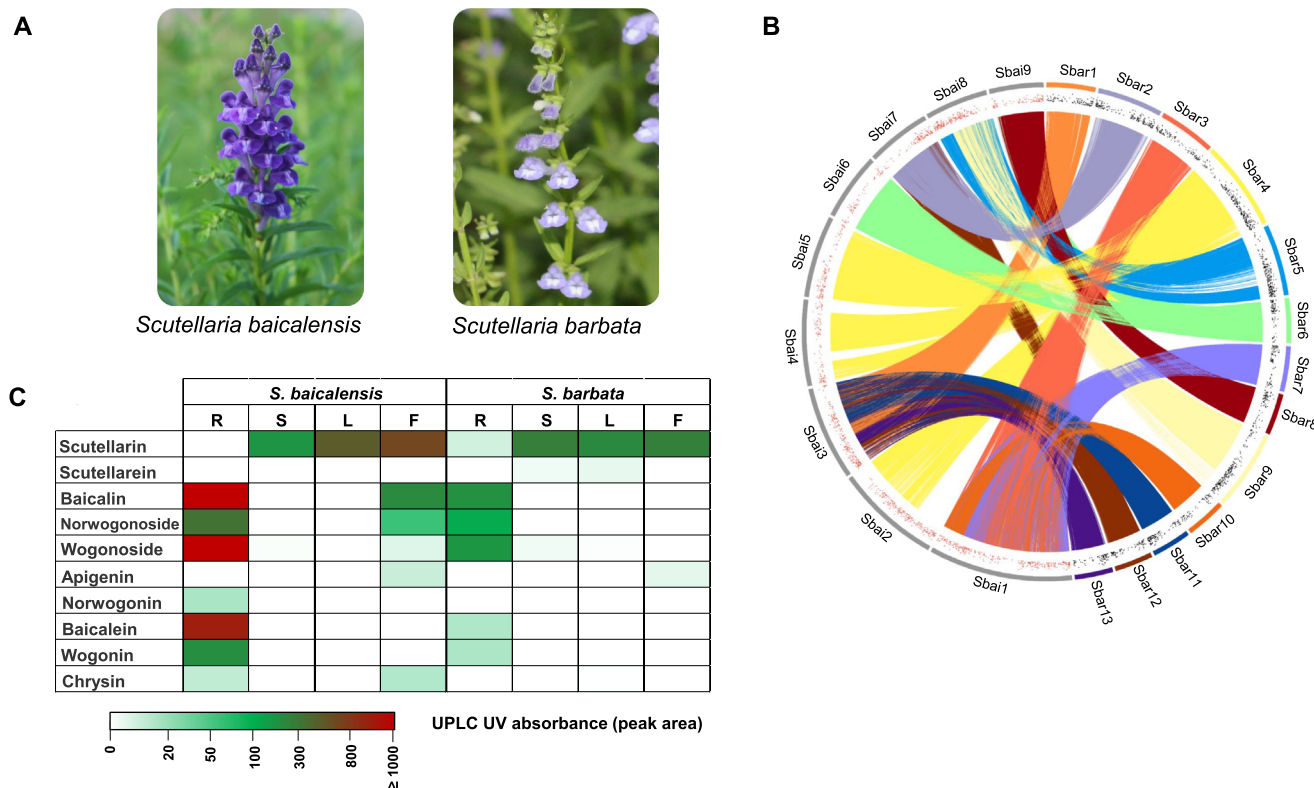 A
B
Scutellaria baicalensis
Scutellaria barbata
Sbai1
Sbai2
Sbai3
Sbai4
Sbai5
Sbai6
Sbai7
Sbai8
Sbai9
Sbar1
Sbar2
Sbar3
Sbar4
Sbar5
Sbar6
Sbar7
Sbar8
Sbar9
Sbar10
Sbar11
Sbar12
Sbar13
C
S. baicalensis S. barbata
R S L F R S L F
Scutellarin
Scutellarein
Baicalin
Norwogonoside
Wogonoside
Apigenin
Norwogonin
Baicalein
Wogonin
Chrysin
UPLC UV absorbance (peak area)
0 20 50 100 300 800 ≥ 1000